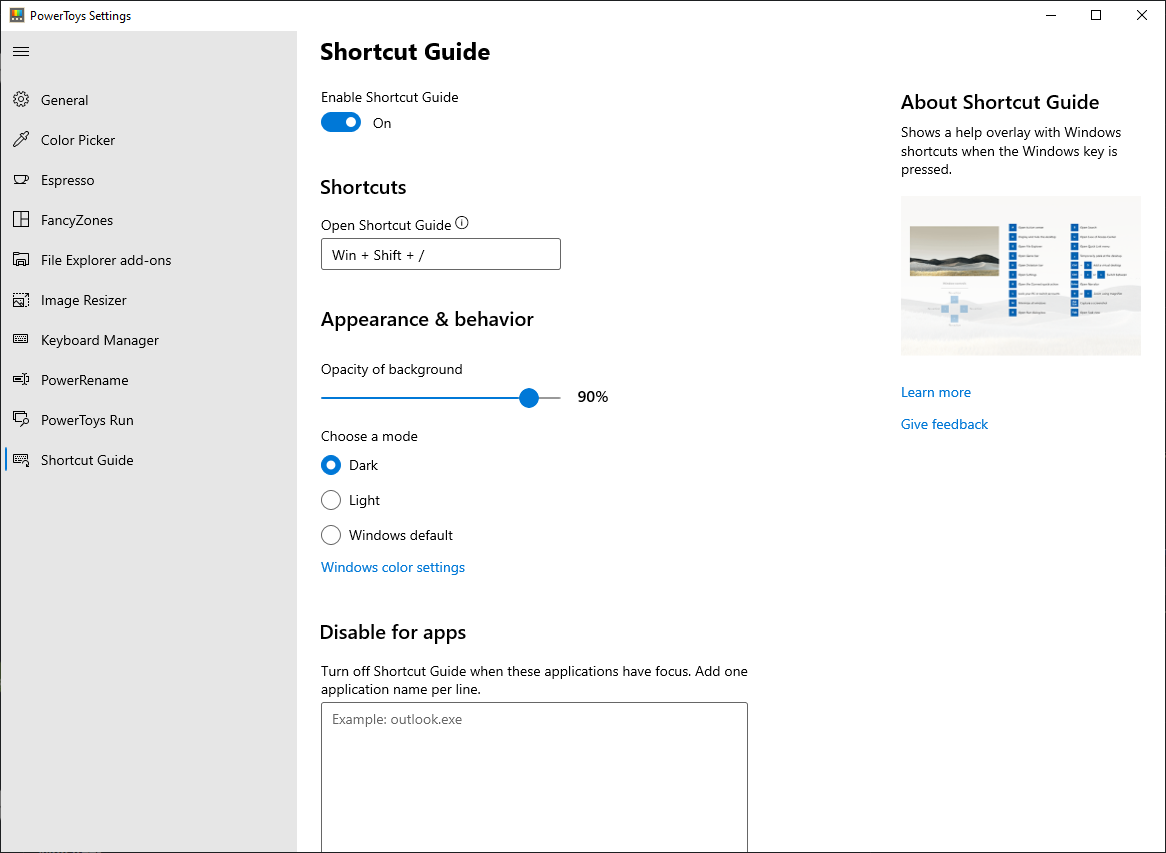 PowerToys Settings
General
Color Picker
Espresso
FancyZones
File Explorer add-ons
Image Resizer
Keyboard Manager
PowerRename
PowerToys Run
Shortcut Guide
Shortcut Guide
Enable Shortcut Guide
On
Shortcuts
Open Shortcut Guide
Win + Shift + /
Appearance & behavior
Opacity of background
90%
Choose a mode
Dark
Light
Windows default
Windows color settings
Disable for apps
Turn off Shortcut Guide when these applications have focus. Add one
application name per line.
Example: outlook.exe
About Shortcut Guide
Shows a help overlay with Windows
shortcuts when the Windows key is
pressed.
Learn more
Give feedback